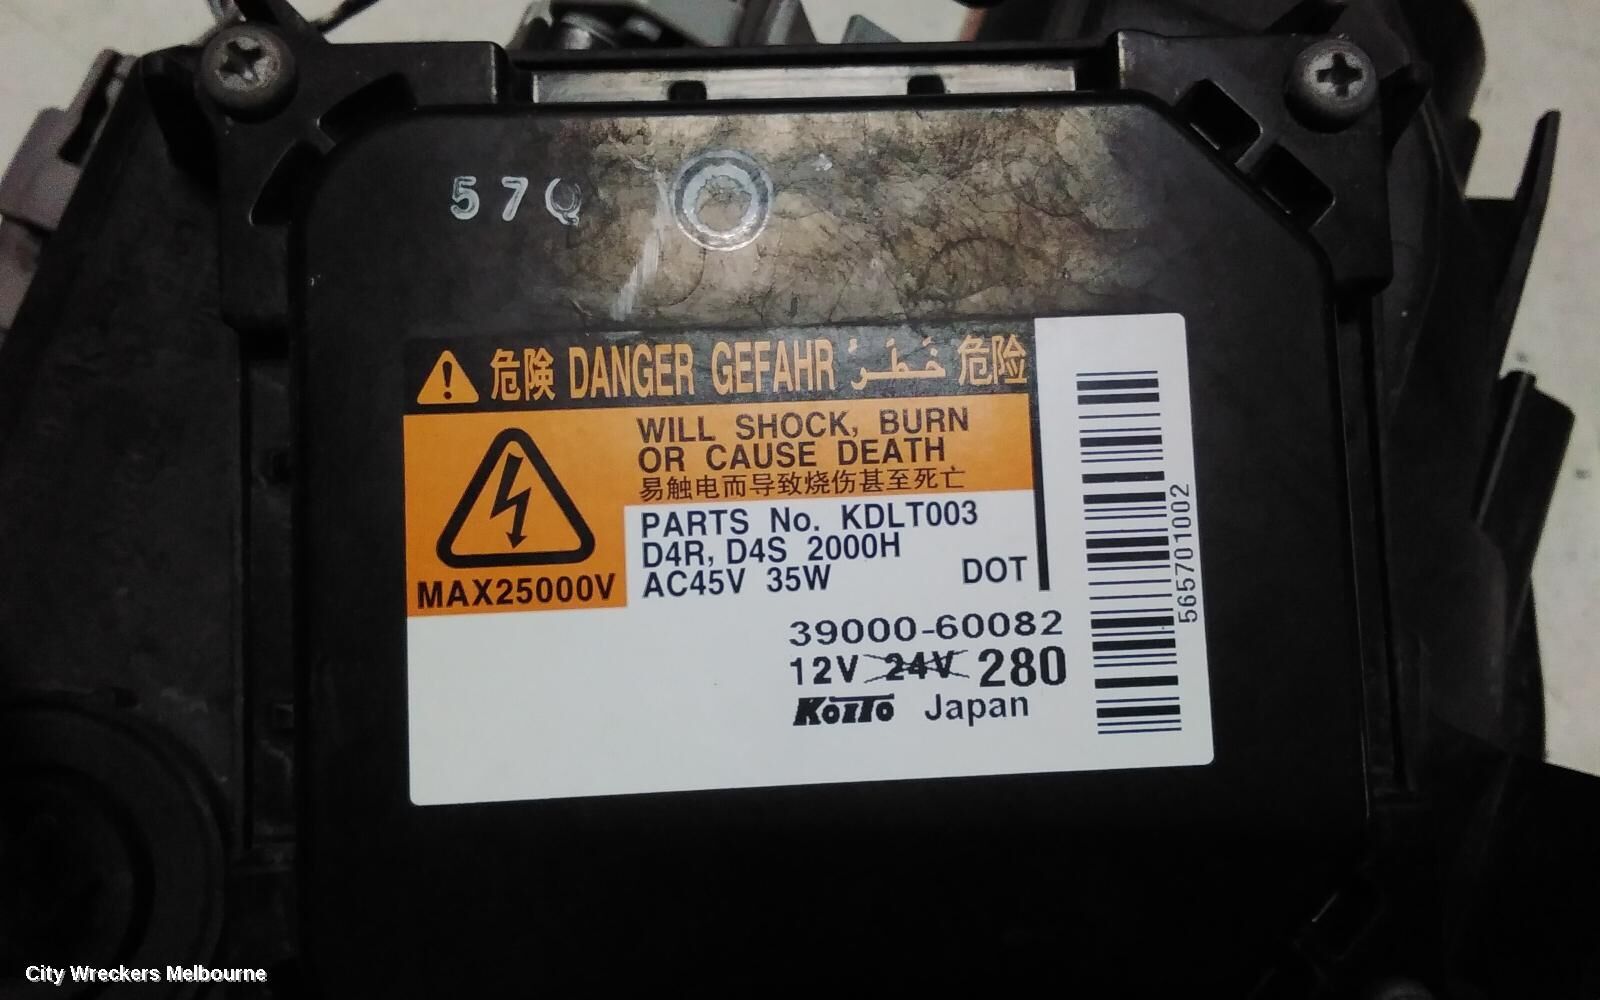 57Q
危険 DANGER GEFAHR خَطَرٌ 危险
WILL SHOCK, BURN
OR CAUSE DEATH
易触电而导致烧伤甚至死亡
MAX25000V
PARTS No. KDLT003
D4R, D4S 2000H
AC45V 35W DOT
39000-60082
12V 24V 280
KOITO Japan
565701002
City Wreckers Melbourne